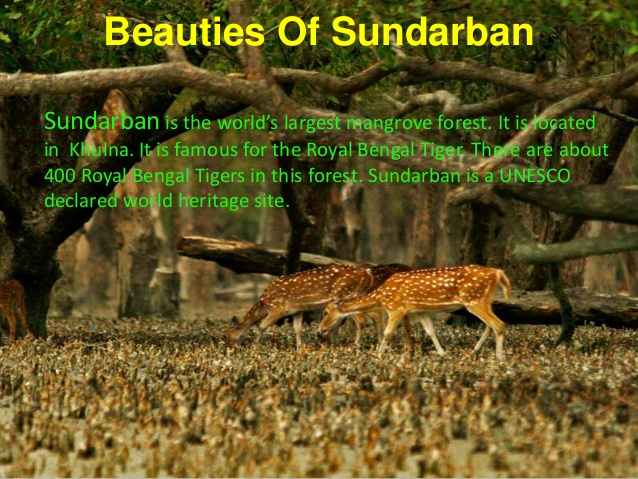 Beauties Of Sundarban
Sundarban is the world's largest mangrove forest. It is located
in  Khulna. It is famous for the Royal Bengal Tiger. There are about
400 Royal Bengal Tigers in this forest. Sundarban is a UNESCO
declared world heritage site.